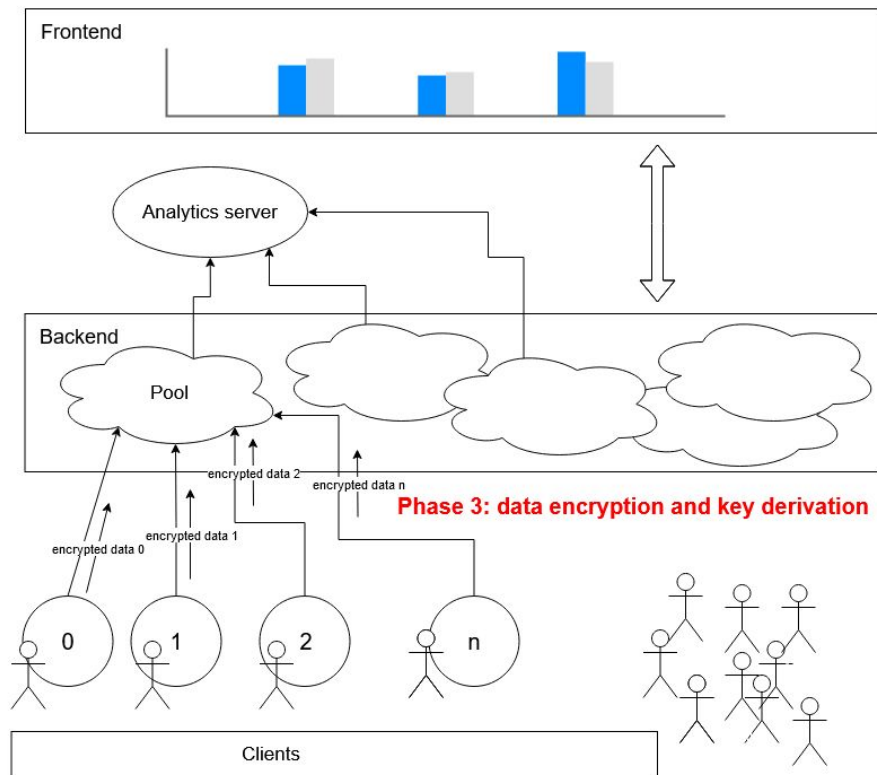 Frontend
Analytics server
Backend
Pool
encrypted data 2
encrypted data n
Phase 3: data encryption and key derivation
encrypted data 1
encrypted data 0
0
1
2
n
Clients